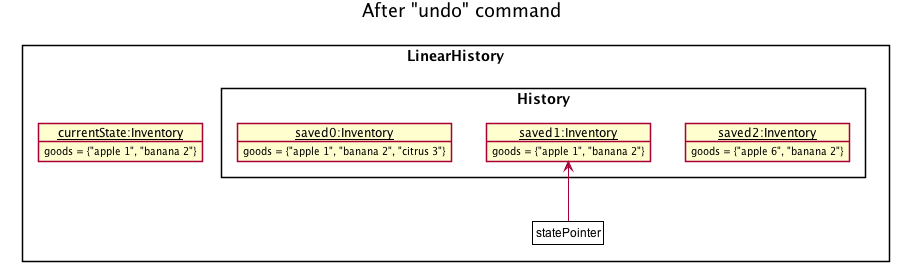 After "undo" command
LinearHistory
History
currentState:Inventory
goods = {"apple 1", "banana 2"}
saved0:Inventory
goods = {"apple 1", "banana 2", "citrus 3"}
saved1:Inventory
goods = {"apple 1", "banana 2"}
saved2:Inventory
goods = {"apple 6", "banana 2"}
statePointer